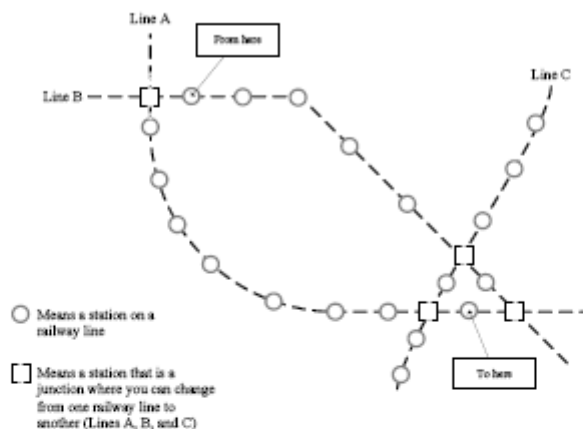 Line A
From here
Line B
Line C
Means a station on a
railway line
Means a station that is a
junction where you can change
from one railway line to
another (Lines A, B, and C)
To here